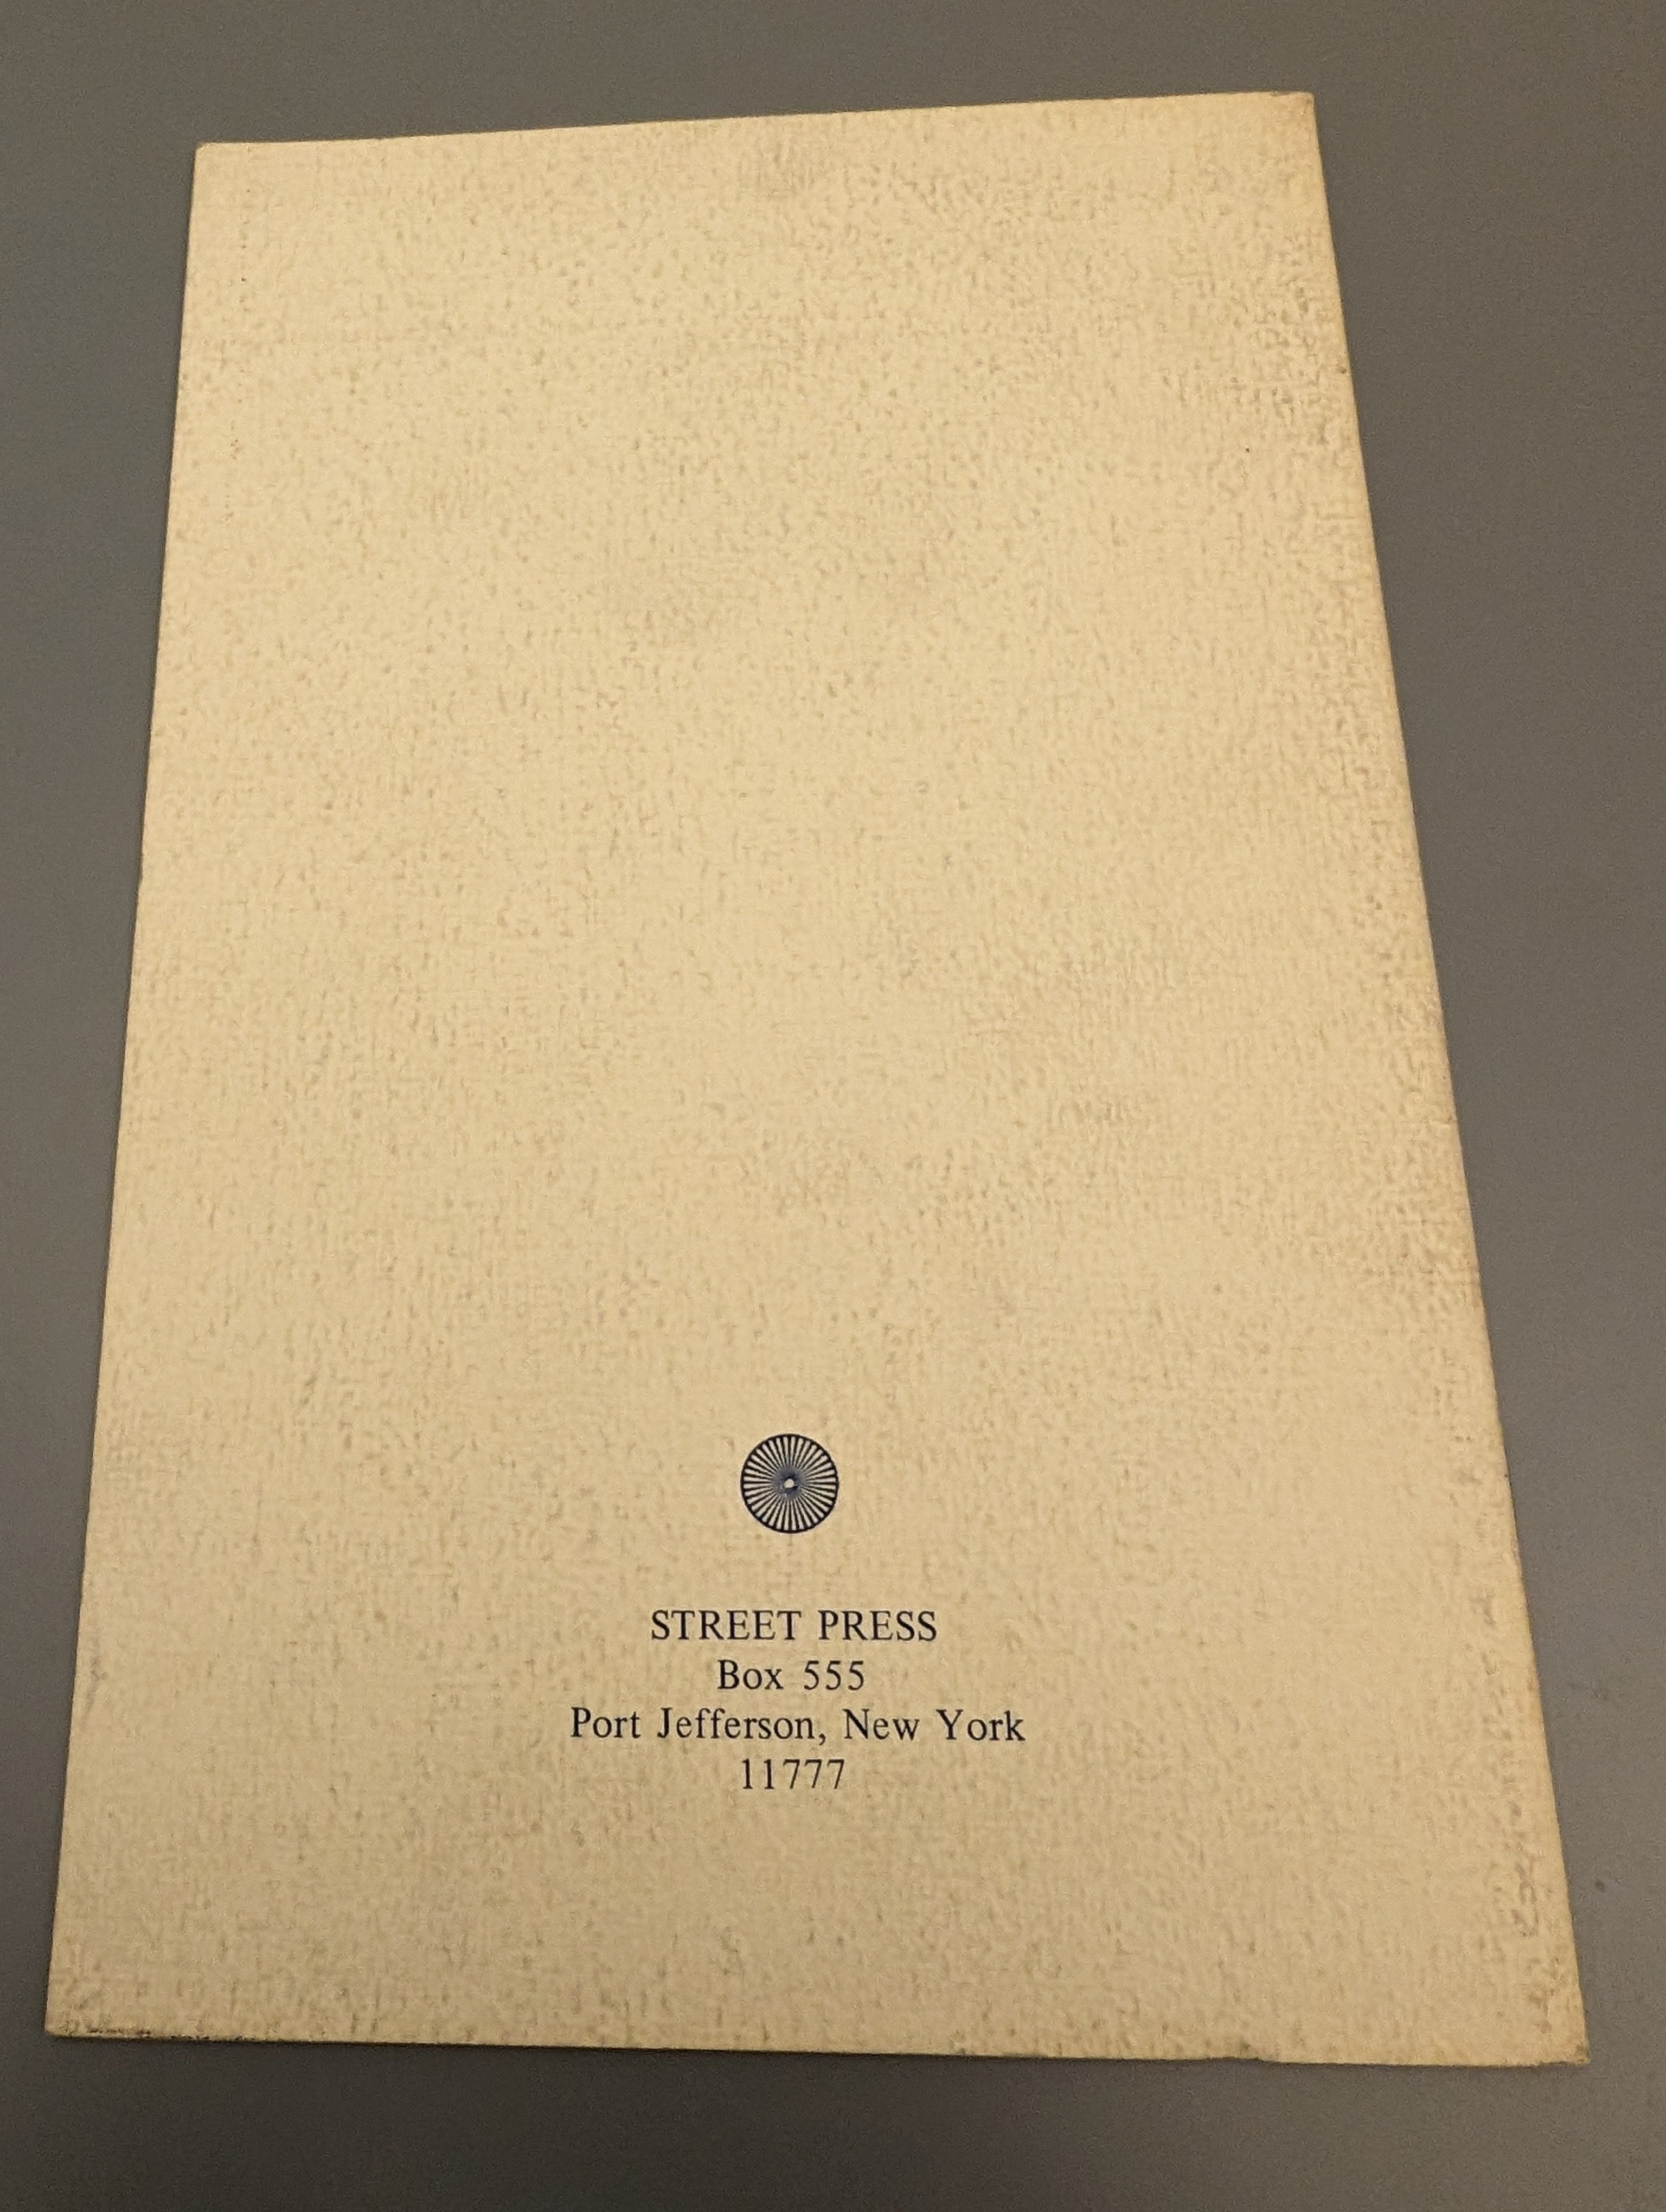 STREET PRESS
Box 555
Port Jefferson, New York
11777